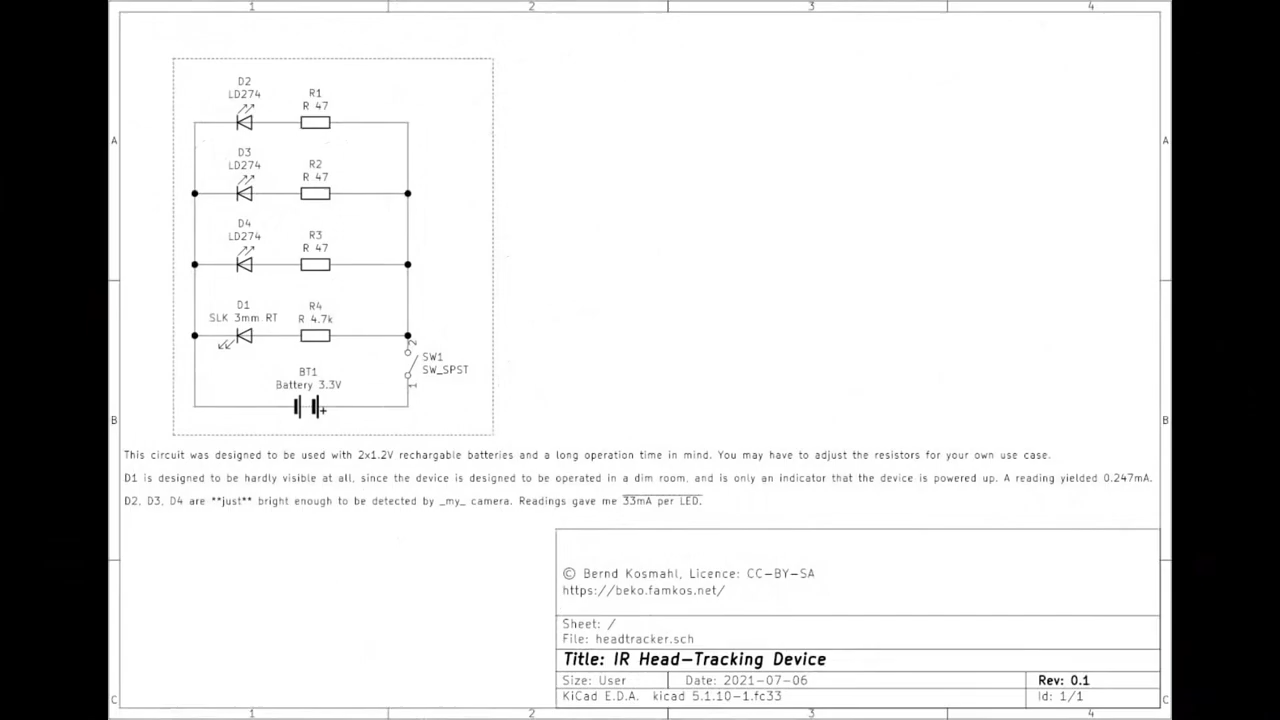 1 2 3 4
D2
LD274
R1
R 47
A A
D3
LD274
R2
R 47
D4
LD274
R3
R 47
D1
SLK 3mm RT
R4
R 4.7k
2
SW1
SW_SPST
1
BT1
Battery 3.3V
+
B B
This circuit was designed to be used with 2x1.2V rechargable batteries and a long operation time in mind. You may have to adjust the resistors for your own use case.
D1 is designed to be hardly visible at all, since the device is designed to be operated in a dim room, and is only an indicator that the device is powered up. A reading yielded 0.247mA.
D2, D3, D4 are **just** bright enough to be detected by _my_ camera. Readings gave me 33mA per LED.
© Bernd Kosmahl, Licence: CC-BY-SA
https://beko.famkos.net/
Sheet: /
File: headtracker.sch
Title: IR Head-Tracking Device
Size: User Date: 2021-07-06 Rev: 0.1
KiCad E.D.A. kicad 5.1.10-1.fc33 Id: 1/1
C C
1 2 3 4